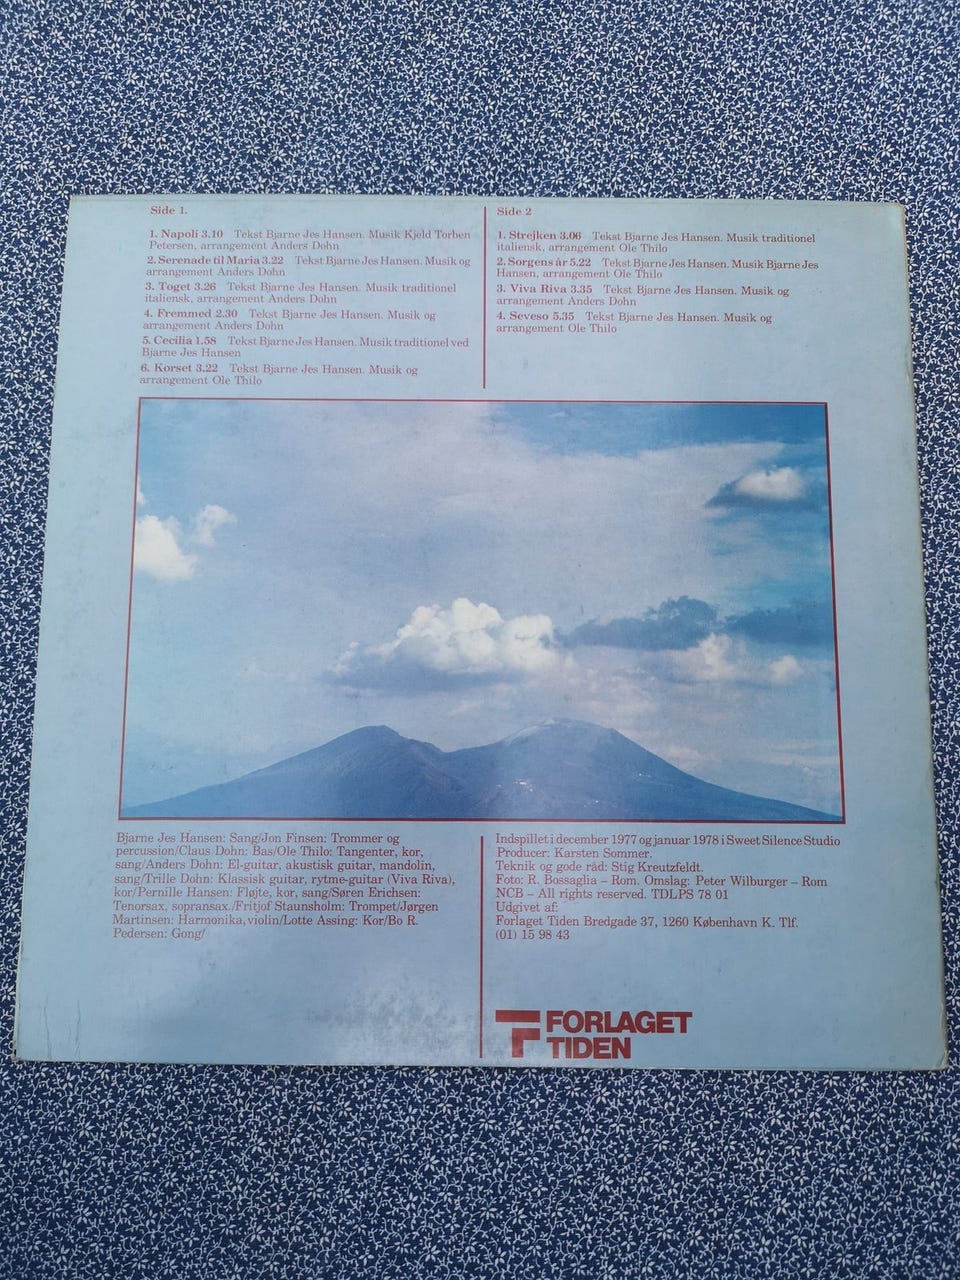 Side 1.
1. Napoli 3.10 Tekst Bjarne Jes Hansen. Musik Kjeld Torben
Petersen, arrangement Anders Dohn
2. Serenade til Maria 3.22 Tekst Bjarne Jes Hansen. Musik og
arrangement Anders Dohn
3. Toget 3.26 Tekst Bjarne Jes Hansen. Musik traditionel
italiensk, arrangement Anders Dohn
4. Fremmed 2.30 Tekst Bjarne Jes Hansen. Musik og
arrangement Anders Dohn
5. Cecilia 1.58 Tekst Bjarne Jes Hansen. Musik traditionel ved
Bjarne Jes Hansen
6. Korset 3.22 Tekst Bjarne Jes Hansen. Musik og
arrangement Ole Thilo
Side 2
1. Strejken 3.06 Tekst Bjarne Jes Hansen. Musik traditionel
italiensk, arrangement Ole Thilo
2. Sorgens år 5.22 Tekst Bjarne Jes Hansen. Musik Bjarne Jes
Hansen, arrangement Ole Thilo
3. Viva Riva 3.35 Tekst Bjarne Jes Hansen. Musik og
arrangement Anders Dohn
4. Seveso 5.35 Tekst Bjarne Jes Hansen. Musik og
arrangement Ole Thilo
Bjarne Jes Hansen: Sang/Jon Finsen: Trommer og
percussion/Claus Dohn: Bas/Ole Thilo: Tangenter, kor,
sang/Anders Dohn: El-guitar, akustisk guitar, mandolin,
sang/Trille Dohn: Klassisk guitar, rytme-guitar (Viva Riva),
kor/Pernille Hansen: Fløjte, kor, sang/Søren Erichsen:
Tenorsax, sopransax./Fritjof Staunsholm: Trompet/Jørgen
Martinsen: Harmonika, violin/Lotte Assing: Kor/Bo R.
Pedersen: Gong/
Indspillet i december 1977 og januar 1978 i Sweet Silence Studio
Producer: Karsten Sommer.
Teknik og gode råd: Stig Kreutzfeldt.
Foto: R. Bossaglia – Rom. Omslag: Peter Wilburger – Rom
NCB – All rights reserved. TDLPS 78 01
Udgivet af:
Forlaget Tiden Bredgade 37, 1260 København K. Tlf.
(01) 15 98 43
FORLAGET
TIDEN